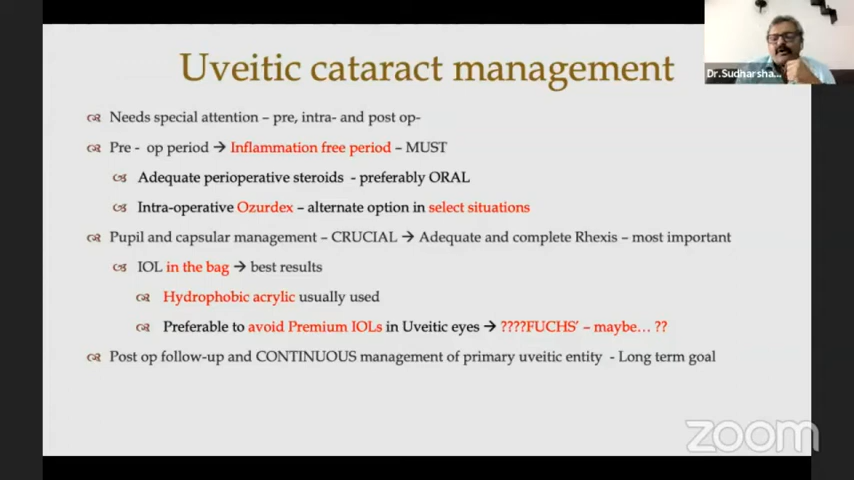 Dr.Sudharsha...
Uveitic cataract management
Needs special attention – pre, intra- and post op-
Pre - op period → Inflammation free period – MUST
Adequate perioperative steroids - preferably ORAL
Intra-operative Ozurdex – alternate option in select situations
Pupil and capsular management – CRUCIAL → Adequate and complete Rhexis – most important
IOL in the bag → best results
Hydrophobic acrylic usually used
Preferable to avoid Premium IOLs in Uveitic eyes → ????FUCHS' – maybe... ??
Post op follow-up and CONTINUOUS management of primary uveitic entity - Long term goal
zoom